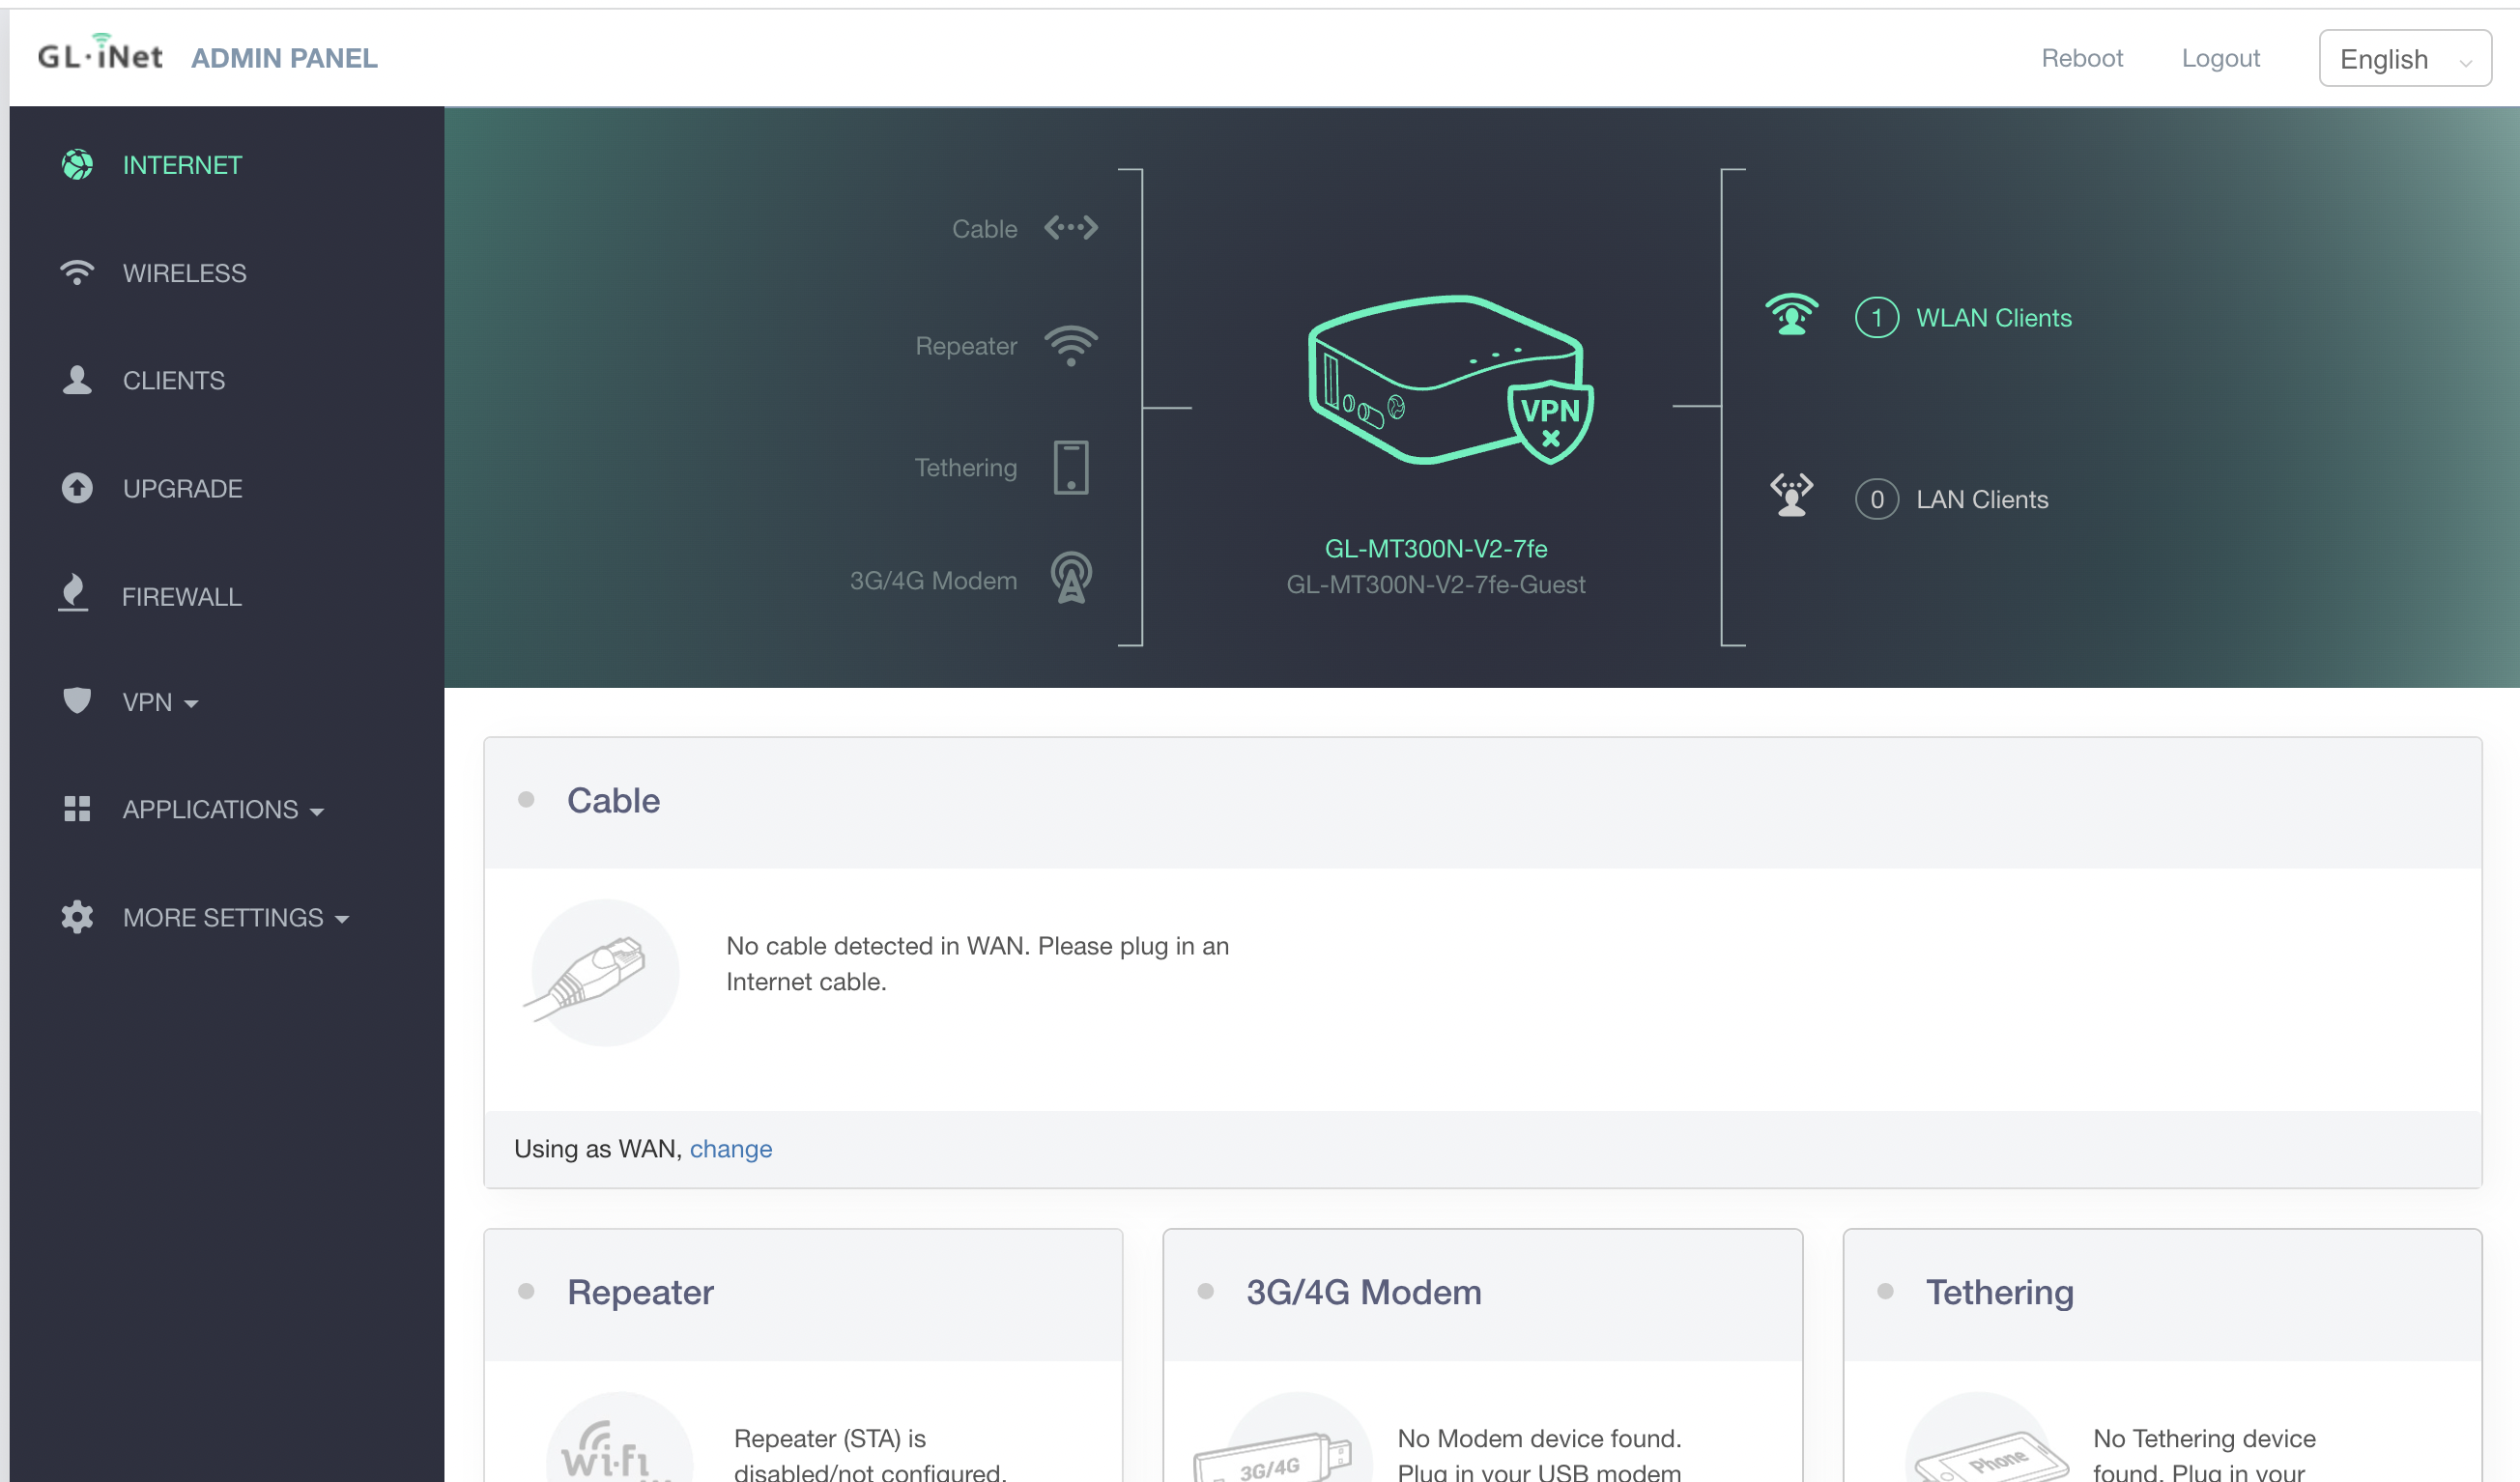 GL·iNet ADMIN PANEL
Reboot
Logout
English
INTERNET
WIRELESS
CLIENTS
UPGRADE
FIREWALL
VPN
APPLICATIONS
MORE SETTINGS
Cable
Repeater
Tethering
3G/4G Modem
VPN
GL-MT300N-V2-7fe
GL-MT300N-V2-7fe-Guest
1 WLAN Clients
0 LAN Clients
Cable
No cable detected in WAN. Please plug in an
Internet cable.
Using as WAN, change
Repeater
Wi-Fi
Repeater (STA) is
disabled/not configured.
3G/4G Modem
3G/4G
No Modem device found.
Plug in your USB modem
Tethering
Phone
No Tethering device
found. Plug in your